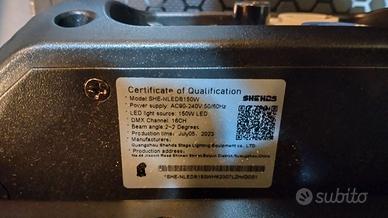 Certificate of Qualification
SHEHDS
Model: SHE-NLED8150W
Power supply: AC90-240V,50/60Hz
LED light source: 150W LED
DMX Channel: 16CH
Beam angle: 2-3 Degrees
Production time: July05, 2023
Manufacturer:
Guangzhou Shehds Stage Lighting Equipment co., LTD
Production address:
subito